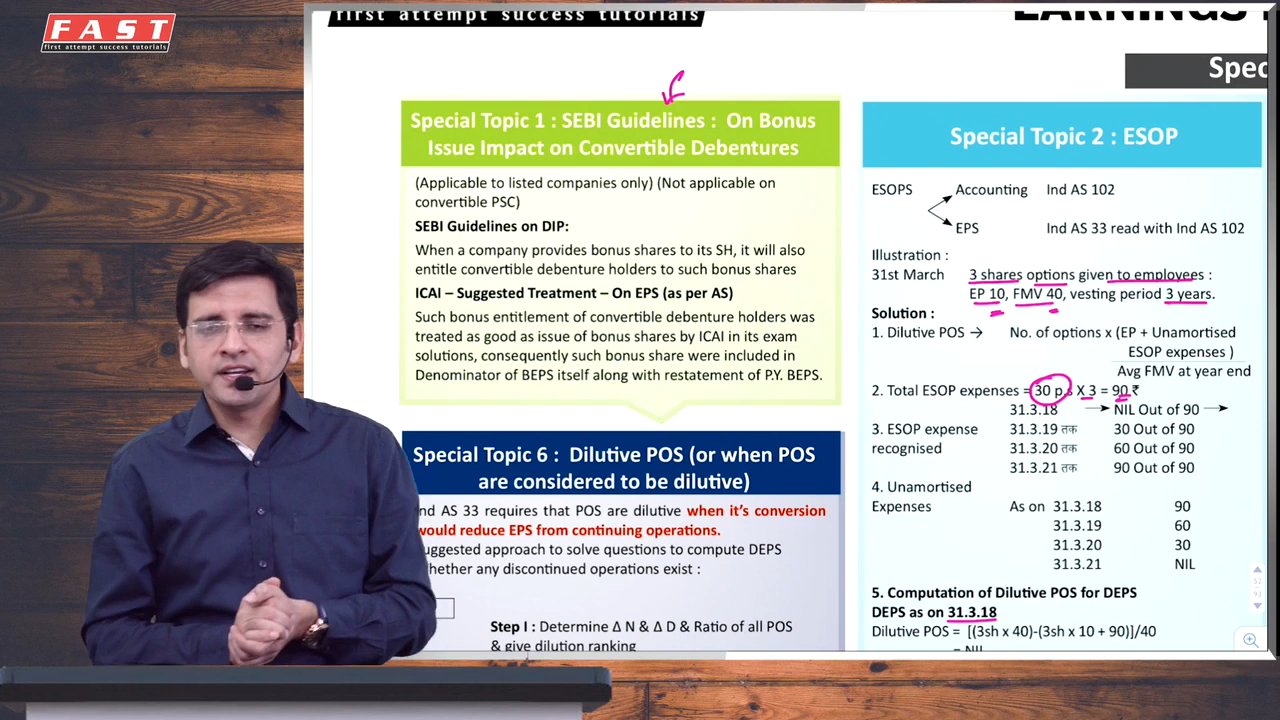 FAST
first attempt success tutorials
first attempt success tutorials
EARNINGS
Spec
Special Topic 1 : SEBI Guidelines : On Bonus
Issue Impact on Convertible Debentures
(Applicable to listed companies only) (Not applicable on
convertible PSC)
SEBI Guidelines on DIP:
When a company provides bonus shares to its SH, it will also
entitle convertible debenture holders to such bonus shares
ICAI – Suggested Treatment – On EPS (as per AS)
Such bonus entitlement of convertible debenture holders was
treated as good as issue of bonus shares by ICAI in its exam
solutions, consequently such bonus share were included in
Denominator of BEPS itself along with restatement of P.Y. BEPS.
Special Topic 6 : Dilutive POS (or when POS
are considered to be dilutive)
nd AS 33 requires that POS are dilutive when it's conversion
would reduce EPS from continuing operations.
uggested approach to solve questions to compute DEPS
hether any discontinued operations exist :
Step I : Determine Δ N & Δ D & Ratio of all POS
& give dilution ranking
Special Topic 2 : ESOP
ESOPS Accounting Ind AS 102
EPS Ind AS 33 read with Ind AS 102
Illustration :
31st March 3 shares options given to employees :
EP 10, FMV 40, vesting period 3 years.
Solution :
1. Dilutive POS → No. of options x (EP + Unamortised
ESOP expenses )
Avg FMV at year end
2. Total ESOP expenses = 30 p.s X 3 = 90 ₹
31.3.18 → NIL Out of 90 →
3. ESOP expense 31.3.19 तक 30 Out of 90
recognised 31.3.20 तक 60 Out of 90
31.3.21 तक 90 Out of 90
4. Unamortised
Expenses As on 31.3.18 90
31.3.19 60
31.3.20 30
31.3.21 NIL
5. Computation of Dilutive POS for DEPS
DEPS as on 31.3.18
Dilutive POS = [(3sh x 40)-(3sh x 10 + 90)]/40
= NIL